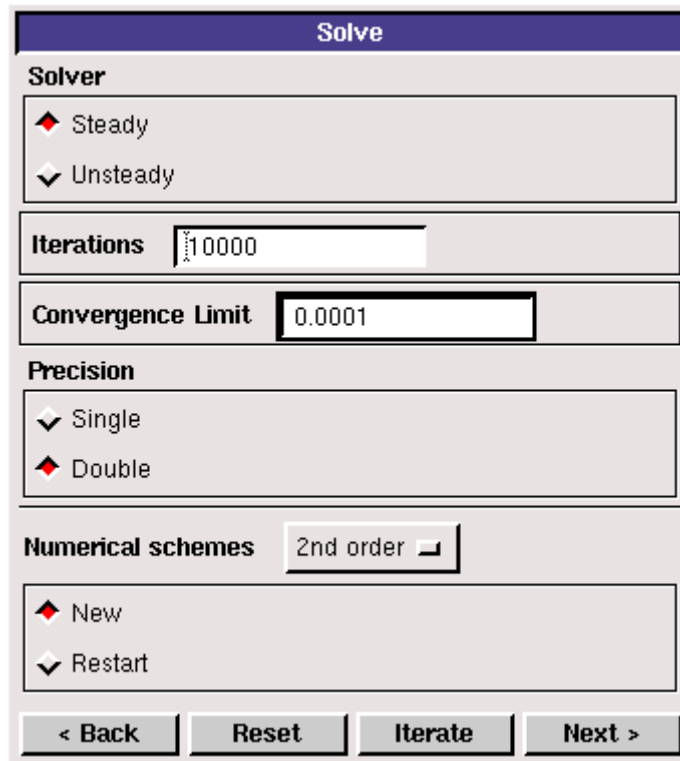 Solve
Solver
Steady
Unsteady
Iterations 10000
Convergence Limit 0.0001
Precision
Single
Double
Numerical schemes 2nd order
New
Restart
< Back Reset Iterate Next >